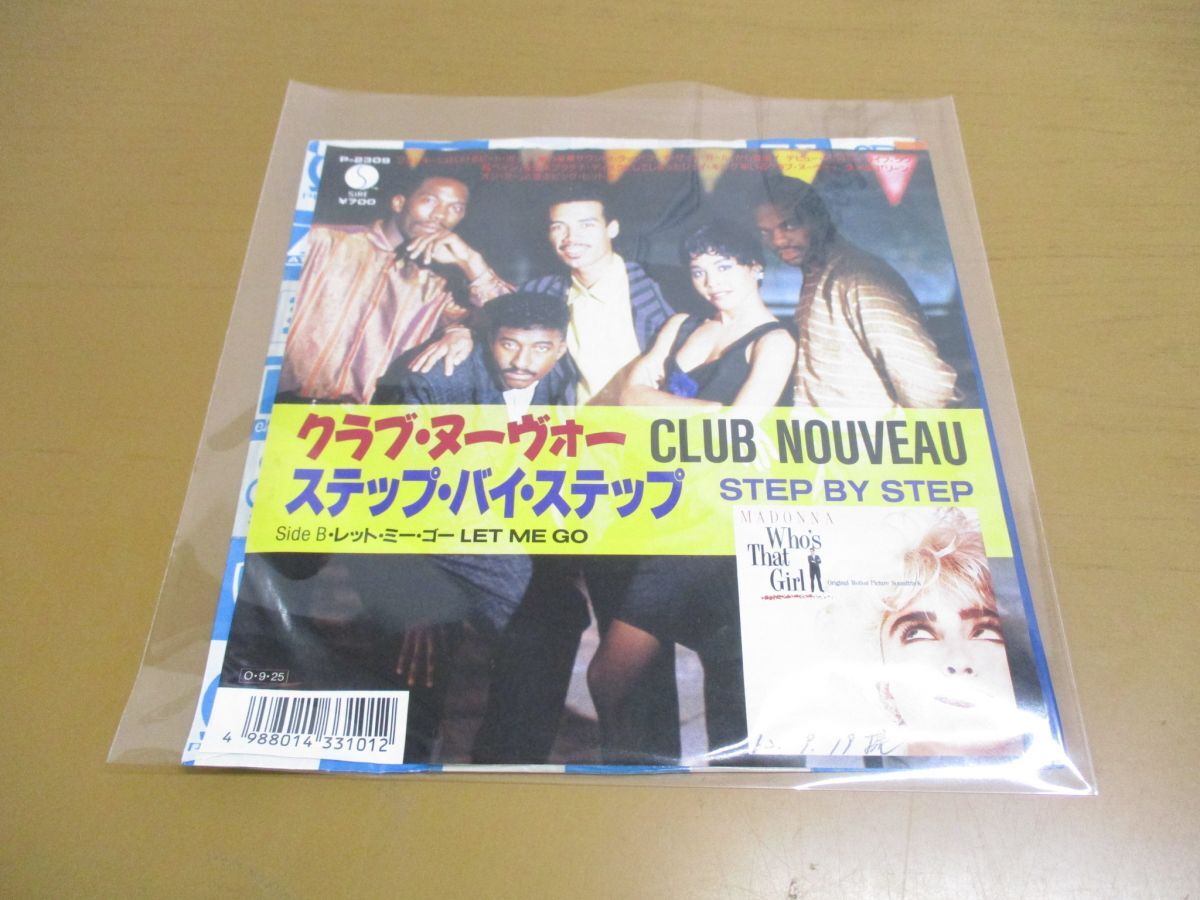 P-2309
SIRE
¥700
クラブ・ヌーヴォー CLUB NOUVEAU
ステップ・バイ・ステップ STEP BY STEP
Side B・レット・ミー・ゴー LET ME GO
MADONNA
Who's
That
Girl
Original Motion Picture Soundtrack
O・9・25
4 988014 331012
9. 19